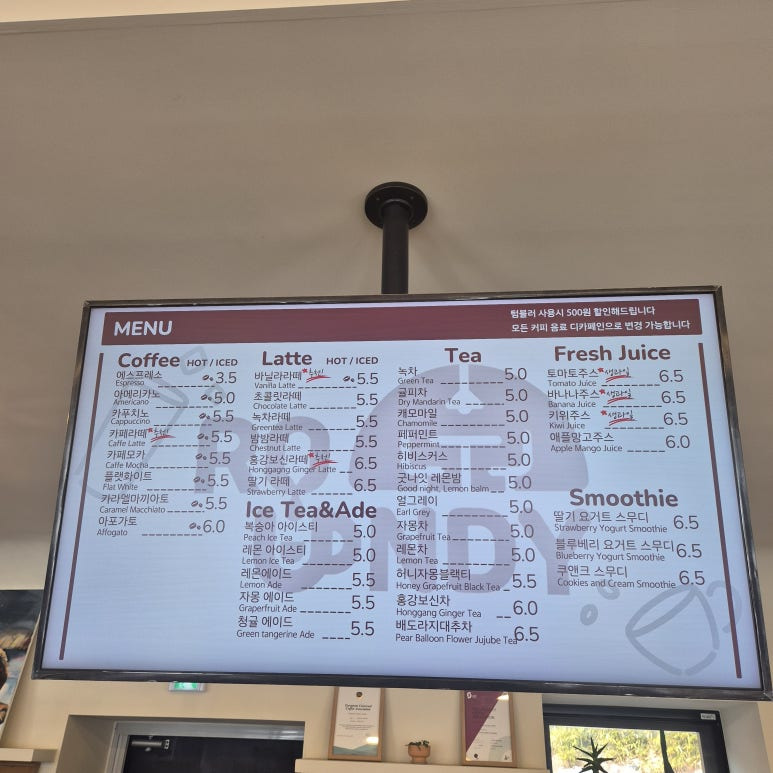 MENU
텀블러 사용시 500원 할인해드립니다
모든 커피 음료 디카페인으로 변경 가능합니다
Coffee HOT / ICED
에스프레소
Espresso 3.5
아메리카노
Americano 5.0
카푸치노
Cappuccino 5.5
카페라떼 *추천
Caffe Latte 5.5
카페모카
Caffe Mocha 5.5
플랫화이트
Flat White 5.5
카라멜마끼아토
Caramel Macchiato 5.5
아포가토
Affogato 6.0
Latte HOT / ICED
바닐라라떼 *추천
Vanilla Latte 5.5
초콜릿라떼
Chocolate Latte 5.5
녹차라떼
Greentea Latte 5.5
밤밤라떼
Chestnut Latte 5.5
홍강보신라떼 *추천
Honggagng Ginger Latte 6.5
딸기 라떼
Strawberry Latte 6.5
Ice Tea&Ade
복숭아 아이스티
Peach Ice Tea 5.0
레몬 아이스티
Lemon Ice Tea 5.0
레몬에이드
Lemon Ade 5.5
자몽 에이드
Graperfruit Ade 5.5
청귤 에이드
Green tangerine Ade 5.5
Tea
녹차
Green Tea 5.0
귤피차
Dry Mandarin Tea 5.0
캐모마일
Chamomile 5.0
페퍼민트
Peppermint 5.0
히비스커스
Hibiscus 5.0
굿나잇 레몬밤
Good night, Lemon balm 5.0
얼그레이
Earl Grey 5.0
자몽차
Grapefruit Tea 5.0
레몬차
Lemon Tea 5.0
허니자몽블랙티
Honey Grapefruit Black Tea 5.5
홍강보신차
Honggang Ginger Tea 6.0
배도라지대추차
Pear Balloon Flower Jujube Tea 6.5
Fresh Juice
토마토주스 *생과일
Tomato Juice 6.5
바나나주스 *생과일
Banana Juice 6.5
키위주스 *생과일
Kiwi Juice 6.5
애플망고주스
Apple Mango Juice 6.0
Smoothie
딸기 요거트 스무디
Strawberry Yogurt Smoothie 6.5
블루베리 요거트 스무디
Blueberry Yogurt Smoothie 6.5
쿠앤크 스무디
Cookies and Cream Smoothie 6.5